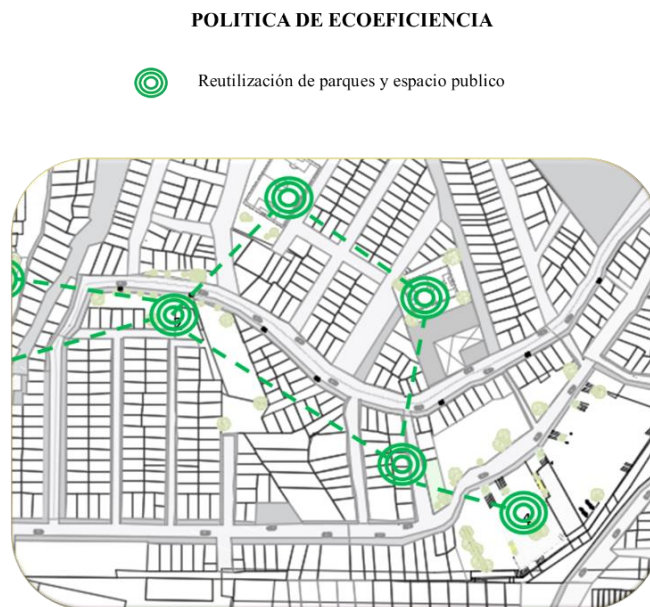 POLITICA DE ECOEFICIENCIA
Reutilización de parques y espacio publico